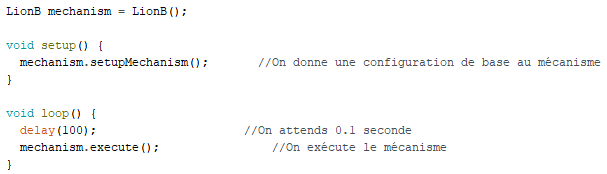 LionB mechanism = LionB();
void setup() {
mechanism.setupMechanism(); //On donne une configuration de base au mécanisme
}
void loop() {
delay(100); //On attends 0.1 seconde
mechanism.execute(); //On exécute le mécanisme
}